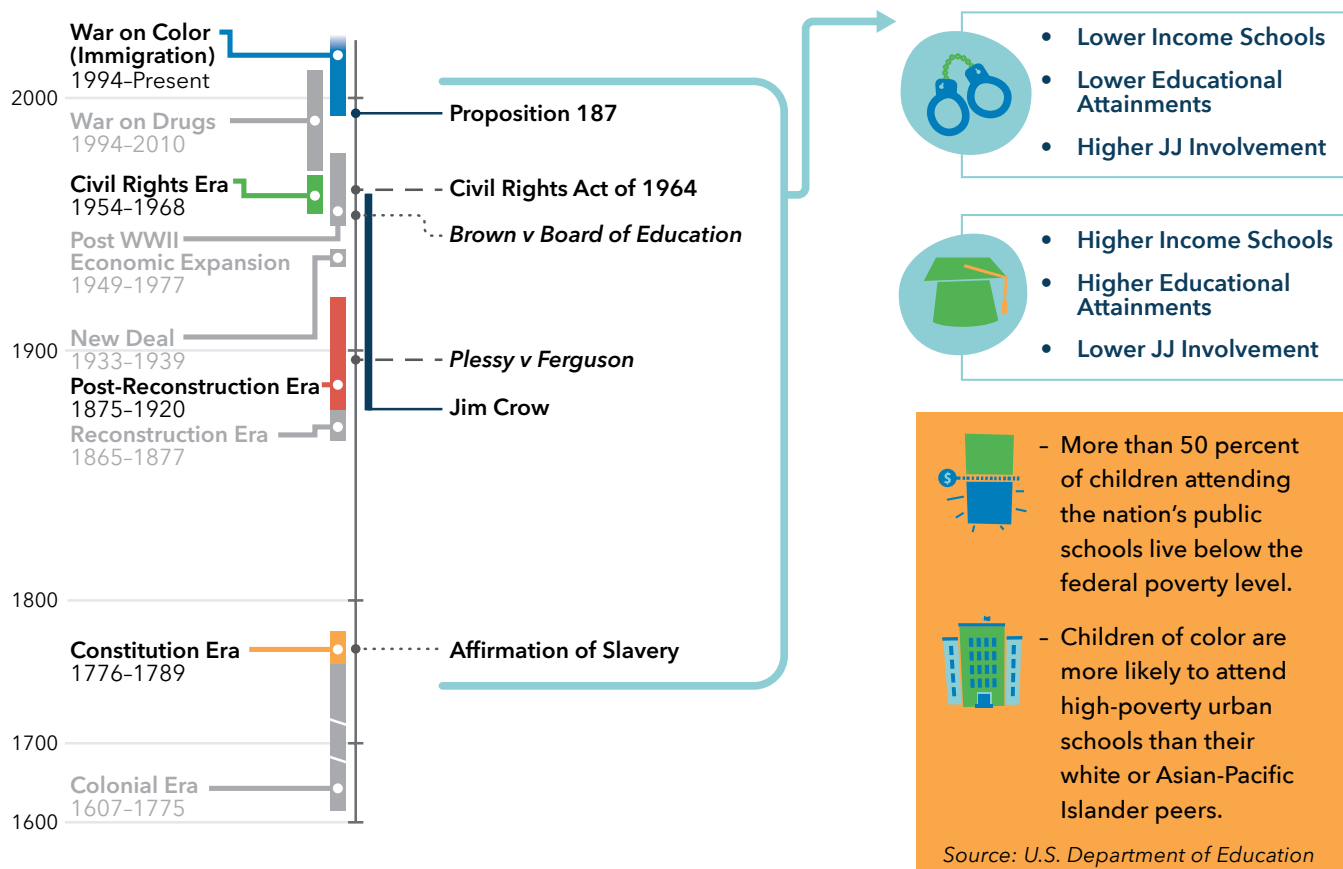 War on Color
(Immigration)
1994–Present
2000
War on Drugs
1994–2010
Civil Rights Era
1954–1968
Post WWII
Economic Expansion
1949–1977
New Deal
1933–1939
1900
Post-Reconstruction Era
1875–1920
Reconstruction Era
1865–1877
1800
Constitution Era
1776–1789
1700
Colonial Era
1607–1775
1600
Proposition 187
Civil Rights Act of 1964
Brown v Board of Education
Plessy v Ferguson
Jim Crow
Affirmation of Slavery
• Lower Income Schools
• Lower Educational
Attainments
• Higher JJ Involvement
• Higher Income Schools
• Higher Educational
Attainments
• Lower JJ Involvement
$
– More than 50 percent
of children attending
the nation's public
schools live below the
federal poverty level.
– Children of color are
more likely to attend
high-poverty urban
schools than their
white or Asian-Pacific
Islander peers.
Source: U.S. Department of Education